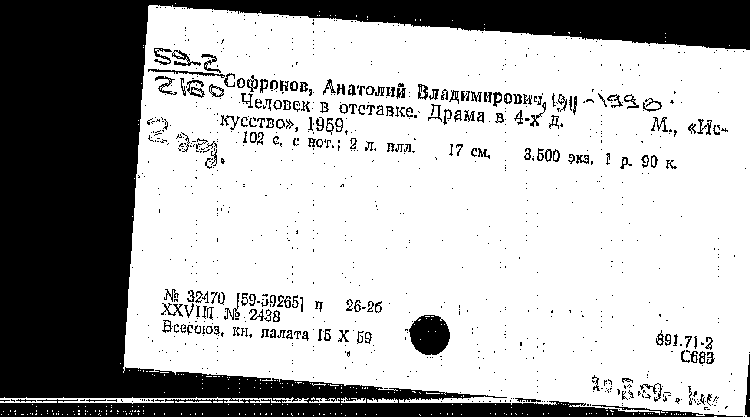 59-2
2180
Софронов, Анатолий Владимирович, 1911-1990.
Человек в отставке. Драма в 4-х д. М., «Ис-
кусство», 1959.
102 с. с нот.; 2 л. илл. 17 см. 3.500 экз. 1 р. 90 к.
2 эк.
№ 32470 [59-59265] п 26-26
XXVIII № 2438
Всесоюз. кн. палата 15 X 59
891.71-2
С683